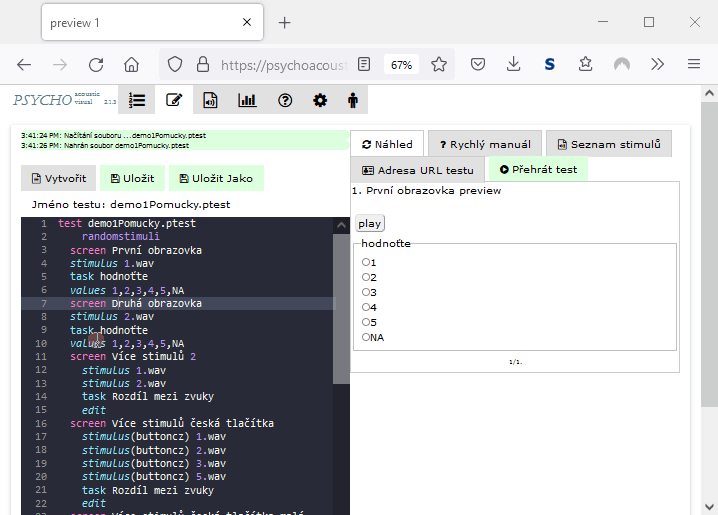 preview 1
https://psychoacoust
67%
PSYCHO acoustic visual 2.1.3
3:41:24 PM: Načítání souboru ...demo1Pomucky.ptest
3:41:26 PM: Nahrán soubor demo1Pomucky.ptest
Vytvořit Uložit Uložit Jako
Jméno testu: demo1Pomucky.ptest
1 test demo1Pomucky.ptest
2 randomstimuli
3 screen První obrazovka
4 stimulus 1.wav
5 task hodnoťte
6 values 1,2,3,4,5,NA
7 screen Druhá obrazovka
8 stimulus 2.wav
9 task hodnoťte
10 values 1,2,3,4,5,NA
11 screen Více stimulů 2
12 stimulus 1.wav
13 stimulus 2.wav
14 task Rozdíl mezi zvuky
15 edit
16 screen Více stimulů česká tlačítka
17 stimulus(buttoncz) 1.wav
18 stimulus(buttoncz) 2.wav
19 stimulus(buttoncz) 3.wav
20 stimulus(buttoncz) 5.wav
21 task Rozdíl mezi zvuky
22 edit
23 screen Více stimulů česká tlačítka malá
Náhled ? Rychlý manuál Seznam stimulů
Adresa URL testu Přehrát test
1. První obrazovka preview
play
hodnoťte
1
2
3
4
5
NA
1/1.